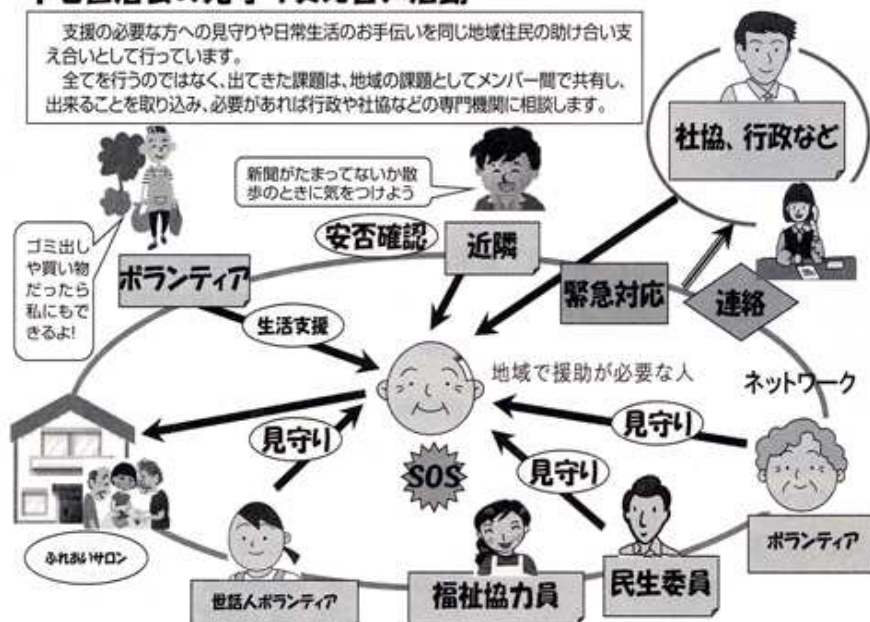 支援の必要な方への見守りや日常生活のお手伝いを同じ地域住民の助け合い支
え合いとして行っています。
全てを行うのではなく、出てきた課題は、地域の課題としてメンバー間で共有し、
出来ることを取り込み、必要があれば行政や社協などの専門機関に相談します。
社協、行政など
新聞がたまってないか散
歩のときに気をつけよう
ゴミ出し
や買い物
だったら
私にもで
きるよ!
ボランティア
安否確認
近隣
緊急対応
連絡
生活支援
地域で援助が必要な人
ネットワーク
見守り
見守り
見守り
SOS
ふれあいサロン
世話人ボランティア
福祉協力員
民生委員
ボランティア